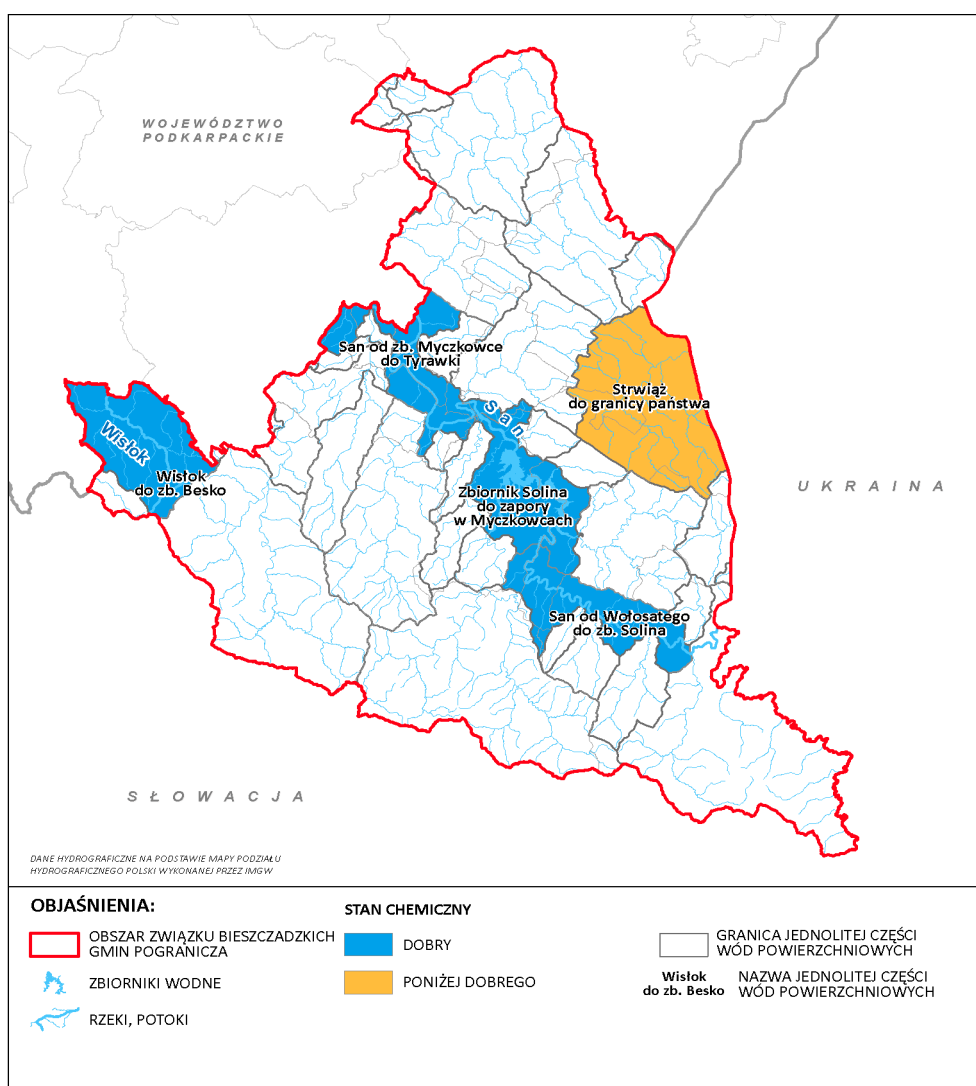 WOJEWÓDZTWO
PODKARPACKIE
San od zb. Myczkowce
do Tyrawki
Strwiąż
do granicy państwa
San
Wisłok
Wisłok
do zb. Besko
Zbiornik Solina
do zapory
w Myczkowcach
UKRAINA
San od Wołosatego
do zb. Solina
SŁOWACJA
DANE HYDROGRAFICZNE NA PODSTAWIE MAPY PODZIAŁU
HYDROGRAFICZNEGO POLSKI WYKONANEJ PRZEZ IMGW
OBJAŚNIENIA:
OBSZAR ZWIĄZKU BIESZCZADZKICH
GMIN POGRANICZA
ZBIORNIKI WODNE
RZEKI, POTOKI
STAN CHEMICZNY
DOBRY
PONIŻEJ DOBREGO
GRANICA JEDNOLITEJ CZĘŚCI
WÓD POWIERZCHNIOWYCH
Wisłok
do zb. Besko
NAZWA JEDNOLITEJ CZĘŚCI
WÓD POWIERZCHNIOWYCH